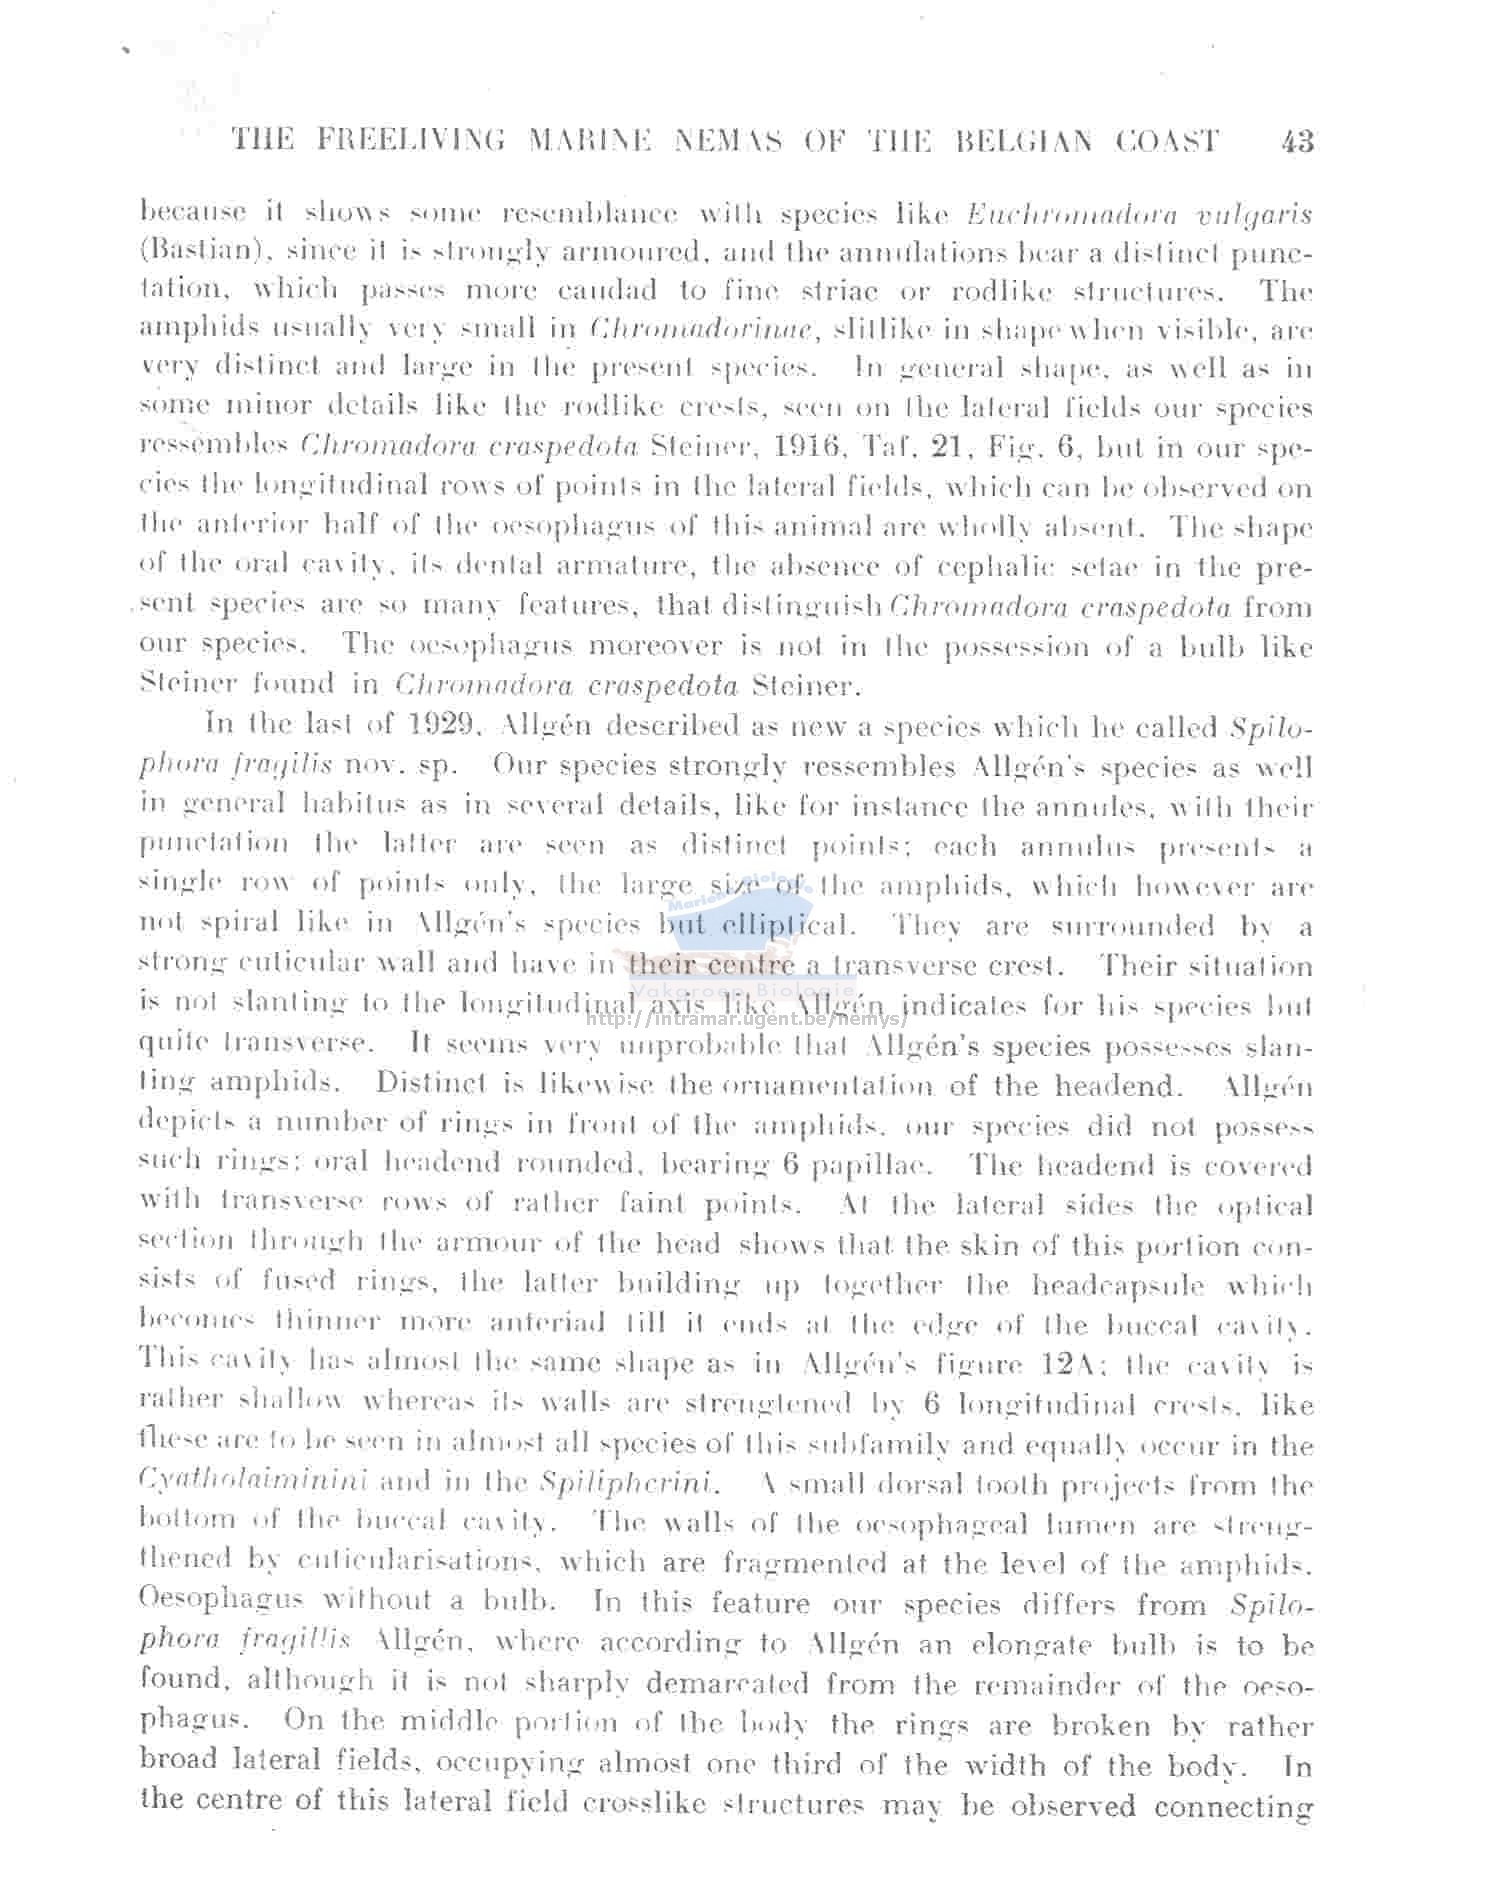 THE FREELIVING MARINE NEMAS OF THE BELGIAN COAST 43
because it shows some resemblance with species like Euchromadora vulgaris
(Bastian), since it is strongly armoured, and the annulations bear a distinct punc-
tation, which passes more caudad to fine striae or rodlike structures. The
amphids usually very small in Chromadorinae, slitlike in shape when visible, are
very distinct and large in the present species. In general shape, as well as in
some minor details like the rodlike crests, seen on the lateral fields our species
ressembles Chromadora craspedota Steiner, 1916, Taf. 21, Fig. 6, but in our spe-
cies the longitudinal rows of points in the lateral fields, which can be observed on
the anterior half of the oesophagus of this animal are wholly absent. The shape
of the oral cavity, its dental armature, the absence of cephalic setae in the pre-
sent species are so many features, that distinguish Chromadora craspedota from
our species. The oesophagus moreover is not in the possession of a bulb like
Steiner found in Chromadora craspedota Steiner.
In the last of 1929, Allgén described as new a species which he called Spilo-
phora fragilis nov. sp. Our species strongly ressembles Allgén's species as well
in general habitus as in several details, like for instance the annules, with their
punctation the latter are seen as distinct points; each annulus presents a
single row of points only, the large size of the amphids, which however are
not spiral like in Allgén's species but elliptical. They are surrounded by a
strong cuticular wall and have in their centre a transverse crest. Their situation
is not slanting to the longitudinal axis like Allgén indicates for his species but
quite transverse. It seems very unprobable that Allgén's species possesses slan-
ting amphids. Distinct is likewise the ornamentation of the headend. Allgén
depicts a number of rings in front of the amphids, our species did not possess
such rings; oral headend rounded, bearing 6 papillae. The headend is covered
with transverse rows of rather faint points. At the lateral sides the optical
section through the armour of the head shows that the skin of this portion con-
sists of fused rings, the latter building up together the headcapsule which
becomes thinner more anteriad till it ends at the edge of the buccal cavity.
This cavity has almost the same shape as in Allgén's figure 12A; the cavity is
rather shallow whereas its walls are strengtened by 6 longitudinal crests, like
these are to be seen in almost all species of this subfamily and equally occur in the
Cyatholaiminini and in the Spilipherini. A small dorsal tooth projects from the
bottom of the buccal cavity. The walls of the oesophageal lumen are streng-
thened by cuticularisations, which are fragmented at the level of the amphids.
Oesophagus without a bulb. In this feature our species differs from Spilo-
phora fragillis Allgén, where according to Allgén an elongate bulb is to be
found, although it is not sharply demarcated from the remainder of the oeso-
phagus. On the middle portion of the body the rings are broken by rather
broad lateral fields, occupying almost one third of the width of the body. In
the centre of this lateral field crosslike structures may be observed connecting
Marine Biology
Vakgroep Biologie
http://intramar.ugent.be/nemys/